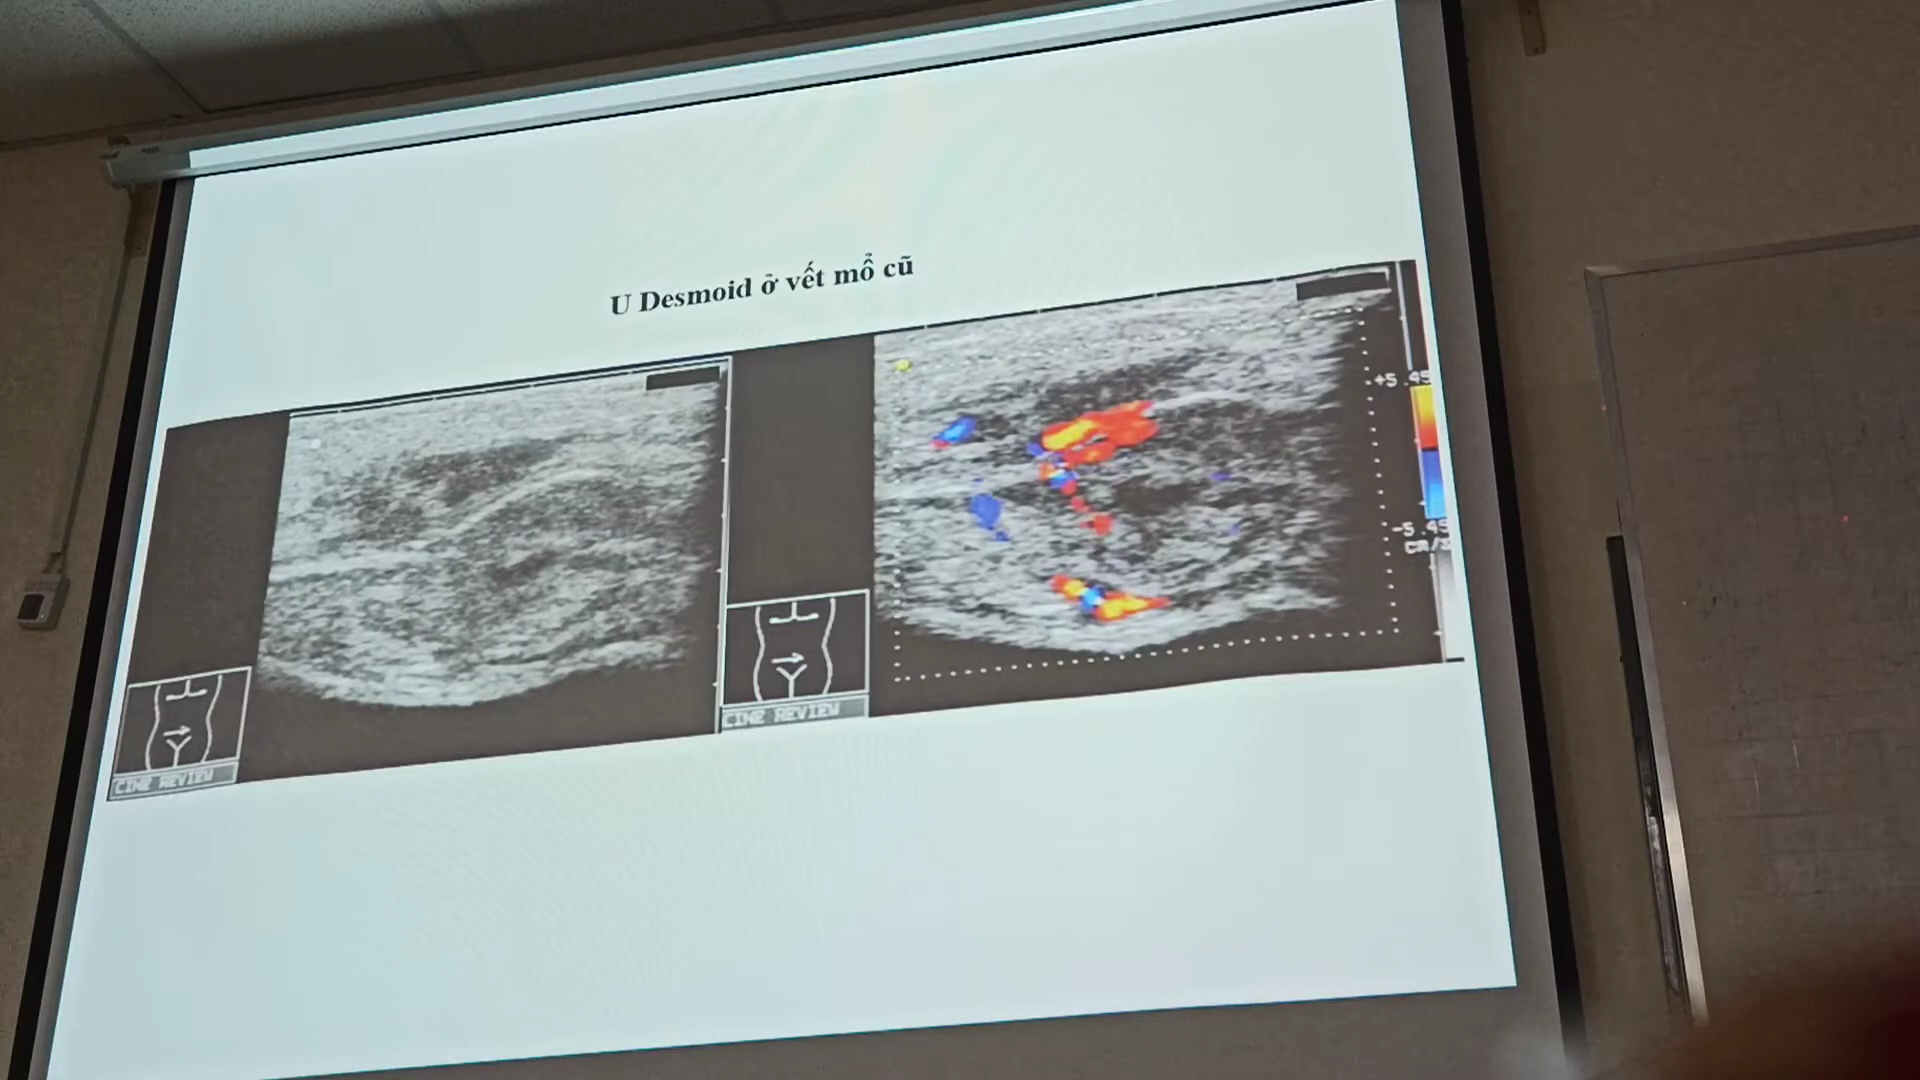 U Desmoid ở vết mổ cũ
+5.45
-5.45
CINE REVIEW
CINE REVIEW